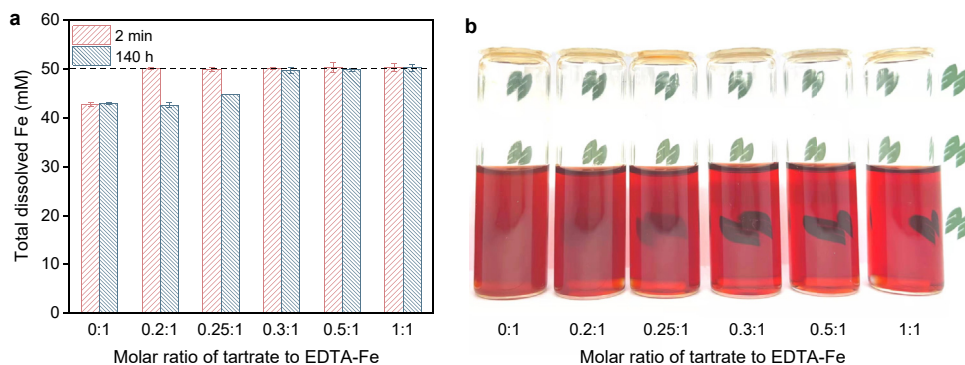 a
60
50
40
30
20
10
0
Total dissolved Fe (mM)
2 min
140 h
0:1 0.2:1 0.25:1 0.3:1 0.5:1 1:1
Molar ratio of tartrate to EDTA-Fe
b
0:1 0.2:1 0.25:1 0.3:1 0.5:1 1:1
Molar ratio of tartrate to EDTA-Fe